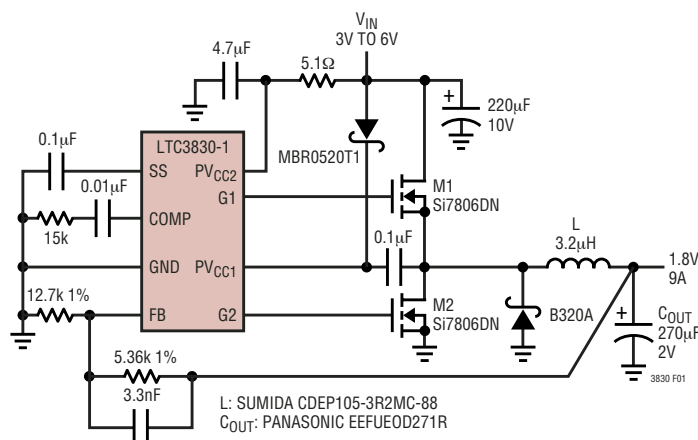 V_IN
3V TO 6V
4.7µF
5.1Ω
+
220µF
10V
0.1µF
LTC3830-1
MBR0520T1
SS
PV_CC2
M1
Si7806DN
G1
0.01µF
COMP
15k
0.1µF
L
3.2µH
GND
PV_CC1
1.8V
9A
12.7k 1%
M2
Si7806DN
FB
G2
B320A
+
C_OUT
270µF
2V
5.36k 1%
3830 F01
3.3nF
L: SUMIDA CDEP105-3R2MC-88
C_OUT: PANASONIC EEFUEOD271R